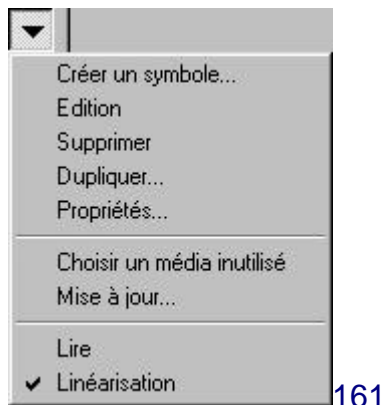 Créer un symbole...
Edition
Supprimer
Dupliquer...
Propriétés...
Choisir un média inutilisé
Mise à jour...
Lire
Linéarisation
161